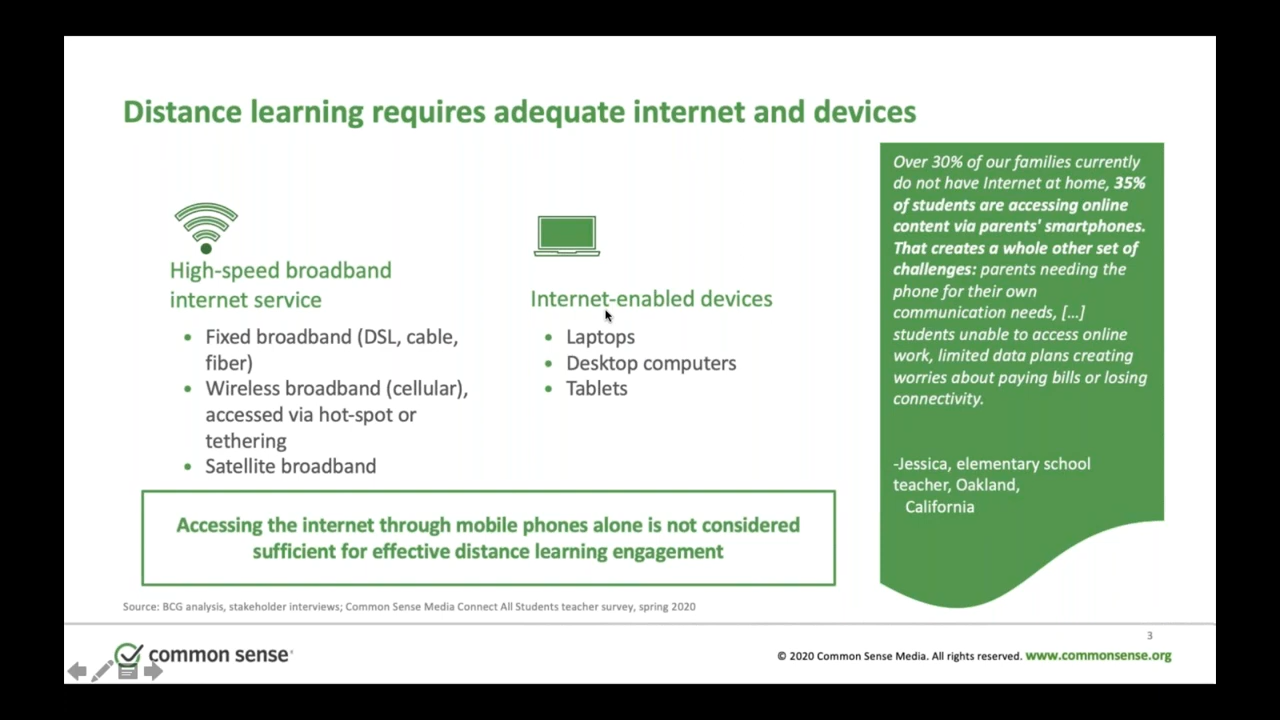 Distance learning requires adequate internet and devices
High-speed broadband
internet service
• Fixed broadband (DSL, cable,
fiber)
• Wireless broadband (cellular),
accessed via hot-spot or
tethering
• Satellite broadband
Internet-enabled devices
• Laptops
• Desktop computers
• Tablets
Accessing the internet through mobile phones alone is not considered
sufficient for effective distance learning engagement
Over 30% of our families currently
do not have Internet at home, 35%
of students are accessing online
content via parents' smartphones.
That creates a whole other set of
challenges: parents needing the
phone for their own
communication needs, […]
students unable to access online
work, limited data plans creating
worries about paying bills or losing
connectivity.
-Jessica, elementary school
teacher, Oakland,
California
Source: BCG analysis, stakeholder interviews; Common Sense Media Connect All Students teacher survey, spring 2020
3
common sense®
© 2020 Common Sense Media. All rights reserved. www.commonsense.org